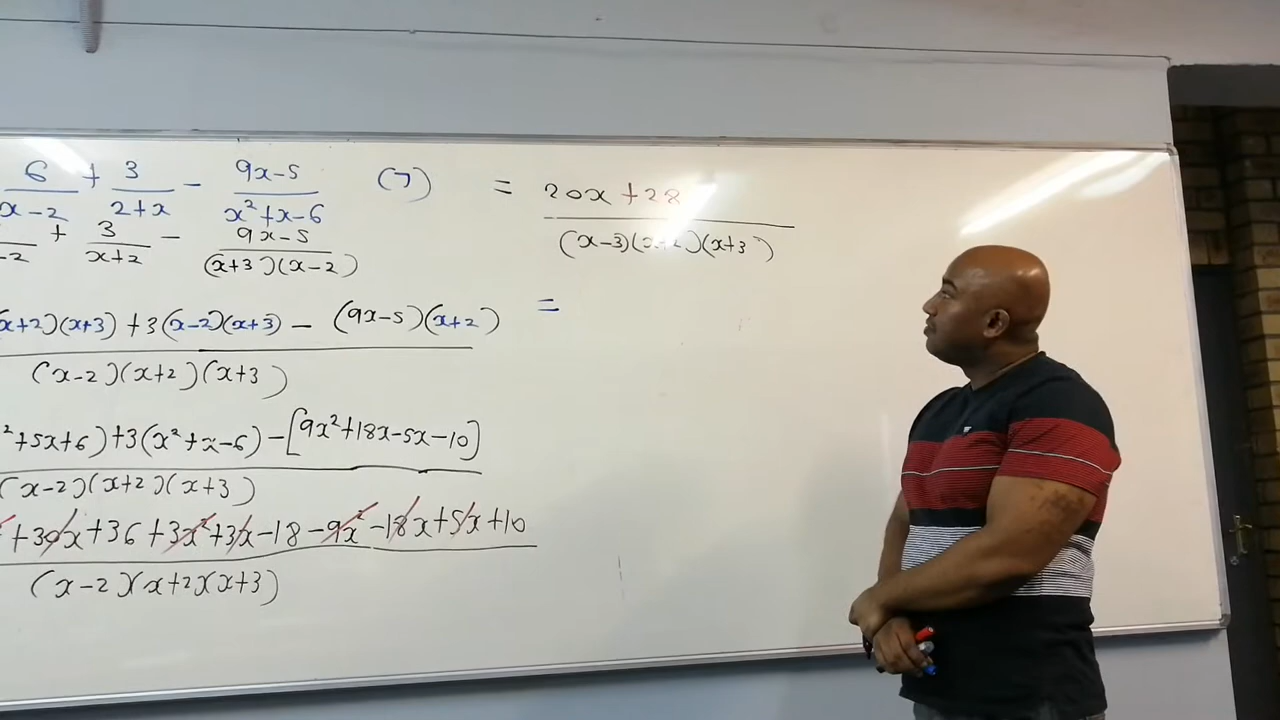 6/(x-2) + 3/(2+x) - (9x-5)/(x²+x-6) (7)
-2 + 3/(x+2) - (9x-5)/((x+3)(x-2))
(x+2)(x+3) + 3(x-2)(x+3) - (9x-5)(x+2)
(x-2)(x+2)(x+3)
²+5x+6)+3(x²+x-6)-[9x²+18x-5x-10]
(x-2)(x+2)(x+3)
+30x+36+3x²+3x-18-9x²-18x+5x+10
(x-2)(x+2)(x+3)
= 20x+28
(x-3)(x+2)(x+3)
=